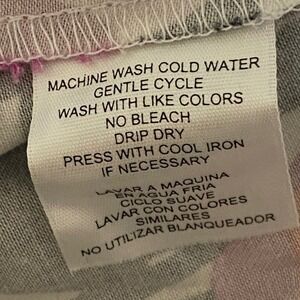 MACHINE WASH COLD WATER
GENTLE CYCLE
WASH WITH LIKE COLORS
NO BLEACH
DRIP DRY
PRESS WITH COOL IRON
IF NECESSARY
LAVAR A MAQUINA
EN AGUA FRIA
CICLO SUAVE
LAVAR CON COLORES
SIMILARES
NO UTILIZAR BLANQUEADOR